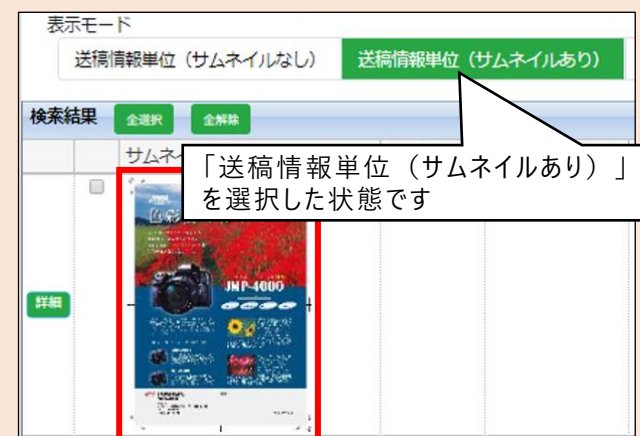 表示モード
送稿情報単位（サムネイルなし） 送稿情報単位（サムネイルあり）
検索結果 全選択 全解除
サムネイ
「送稿情報単位（サムネイルあり）」
を選択した状態です
色彩
JMP-4000
詳細